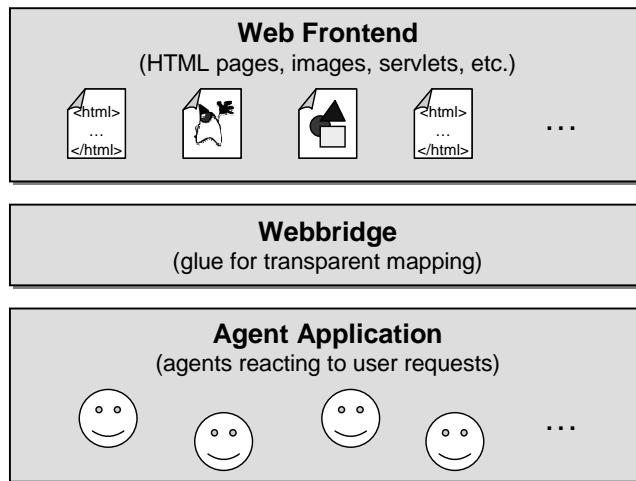 Web Frontend
(HTML pages, images, servlets, etc.)
<html>
...
</html>
<html>
...
</html>
...
Webbridge
(glue for transparent mapping)
Agent Application
(agents reacting to user requests)
...